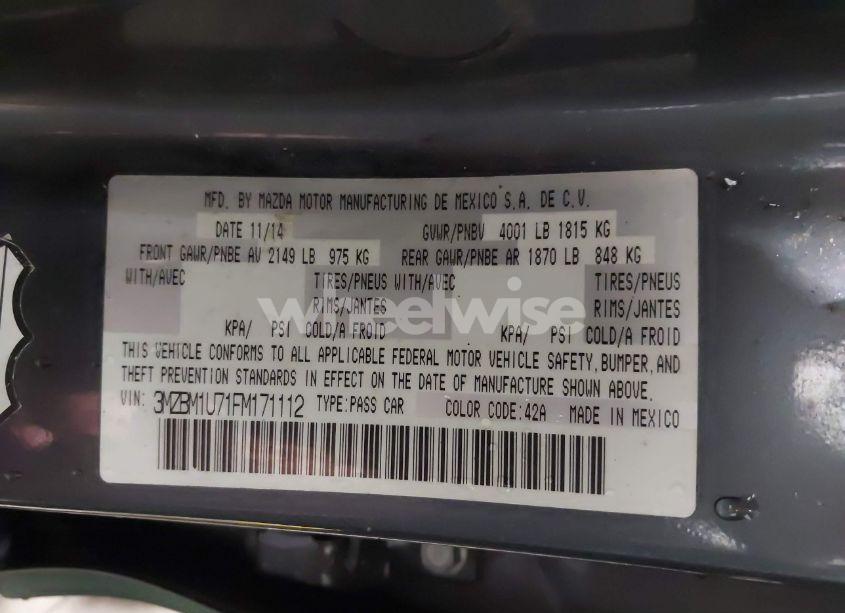 MFD. BY MAZDA MOTOR MANUFACTURING DE MEXICO S.A. DE C.V.
DATE 11/14 GVWR/PNBV 4001 LB 1815 KG
FRONT GAWR/PNBE AV 2149 LB 975 KG REAR GAWR/PNBE AR 1870 LB 848 KG
WITH/AVEC TIRES/PNEUS WITH/AVEC TIRES/PNEUS
RIMS/JANTES RIMS/JANTES
wheelwise
KPA/ PSI COLD/A FROID KPA/ PSI COLD/A FROID
THIS VEHICLE CONFORMS TO ALL APPLICABLE FEDERAL MOTOR VEHICLE SAFETY, BUMPER, AND
THEFT PREVENTION STANDARDS IN EFFECT ON THE DATE OF MANUFACTURE SHOWN ABOVE.
VIN: 3MZBM1U71FM171112 TYPE:PASS CAR COLOR CODE:42A MADE IN MEXICO